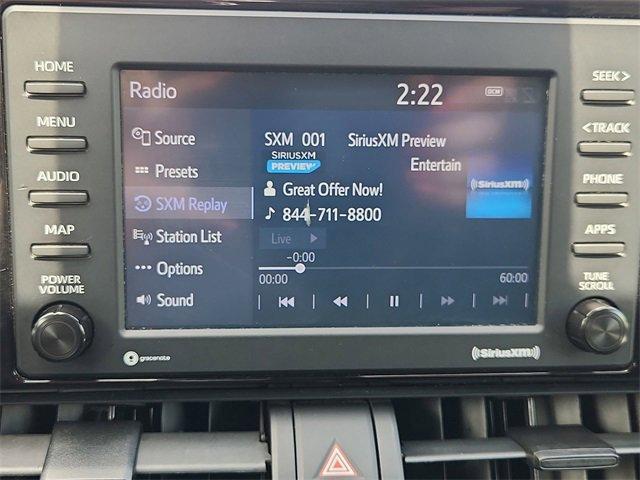 HOME
MENU
AUDIO
MAP
POWER
VOLUME
Radio
2:22
DCM
Source
Presets
SXM Replay
Station List
Options
Sound
SXM 001 SiriusXM Preview
SIRIUSXM
PREVIEW
Entertain
((SiriusXM))
Great Offer Now!
844-711-8800
Live
-0:00
00:00
60:00
SEEK >
< TRACK
PHONE
APPS
TUNE
SCROLL
gracenote
((SiriusXM))